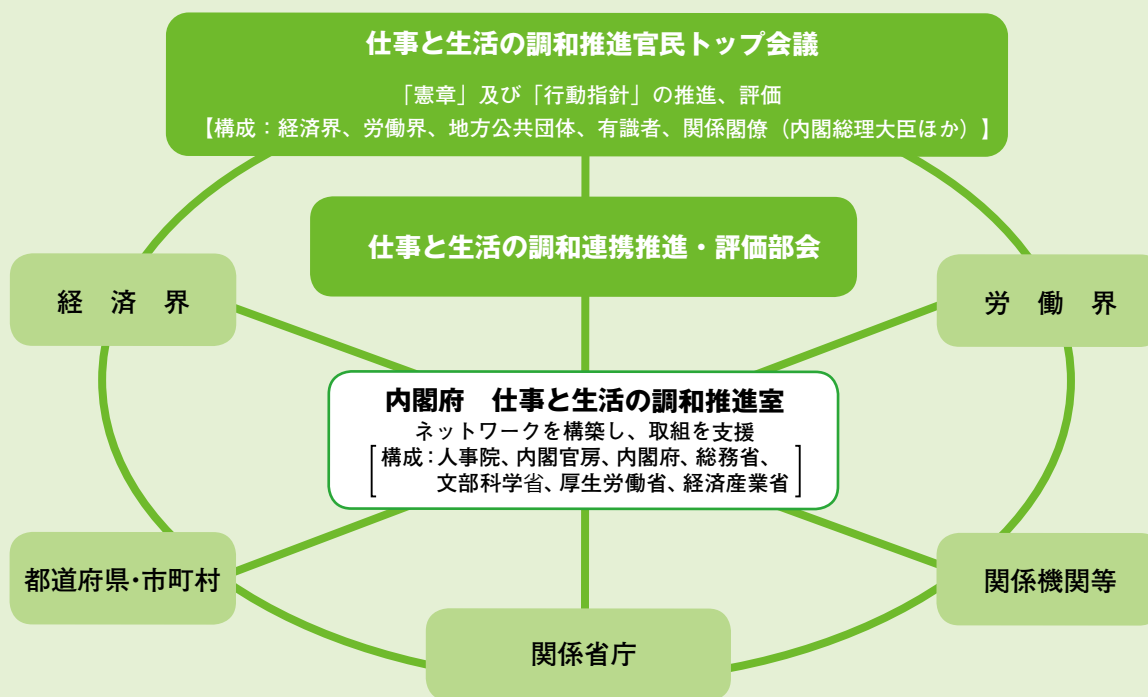 仕事と生活の調和推進官民トップ会議
「憲章」及び「行動指針」の推進、評価
【構成：経済界、労働界、地方公共団体、有識者、関係閣僚（内閣総理大臣ほか）】
仕事と生活の調和連携推進・評価部会
経　済　界
労　働　界
内閣府　仕事と生活の調和推進室
ネットワークを構築し、取組を支援
[構成：人事院、内閣官房、内閣府、総務省、
文部科学省、厚生労働省、経済産業省]
都道府県・市町村
関係機関等
関係省庁